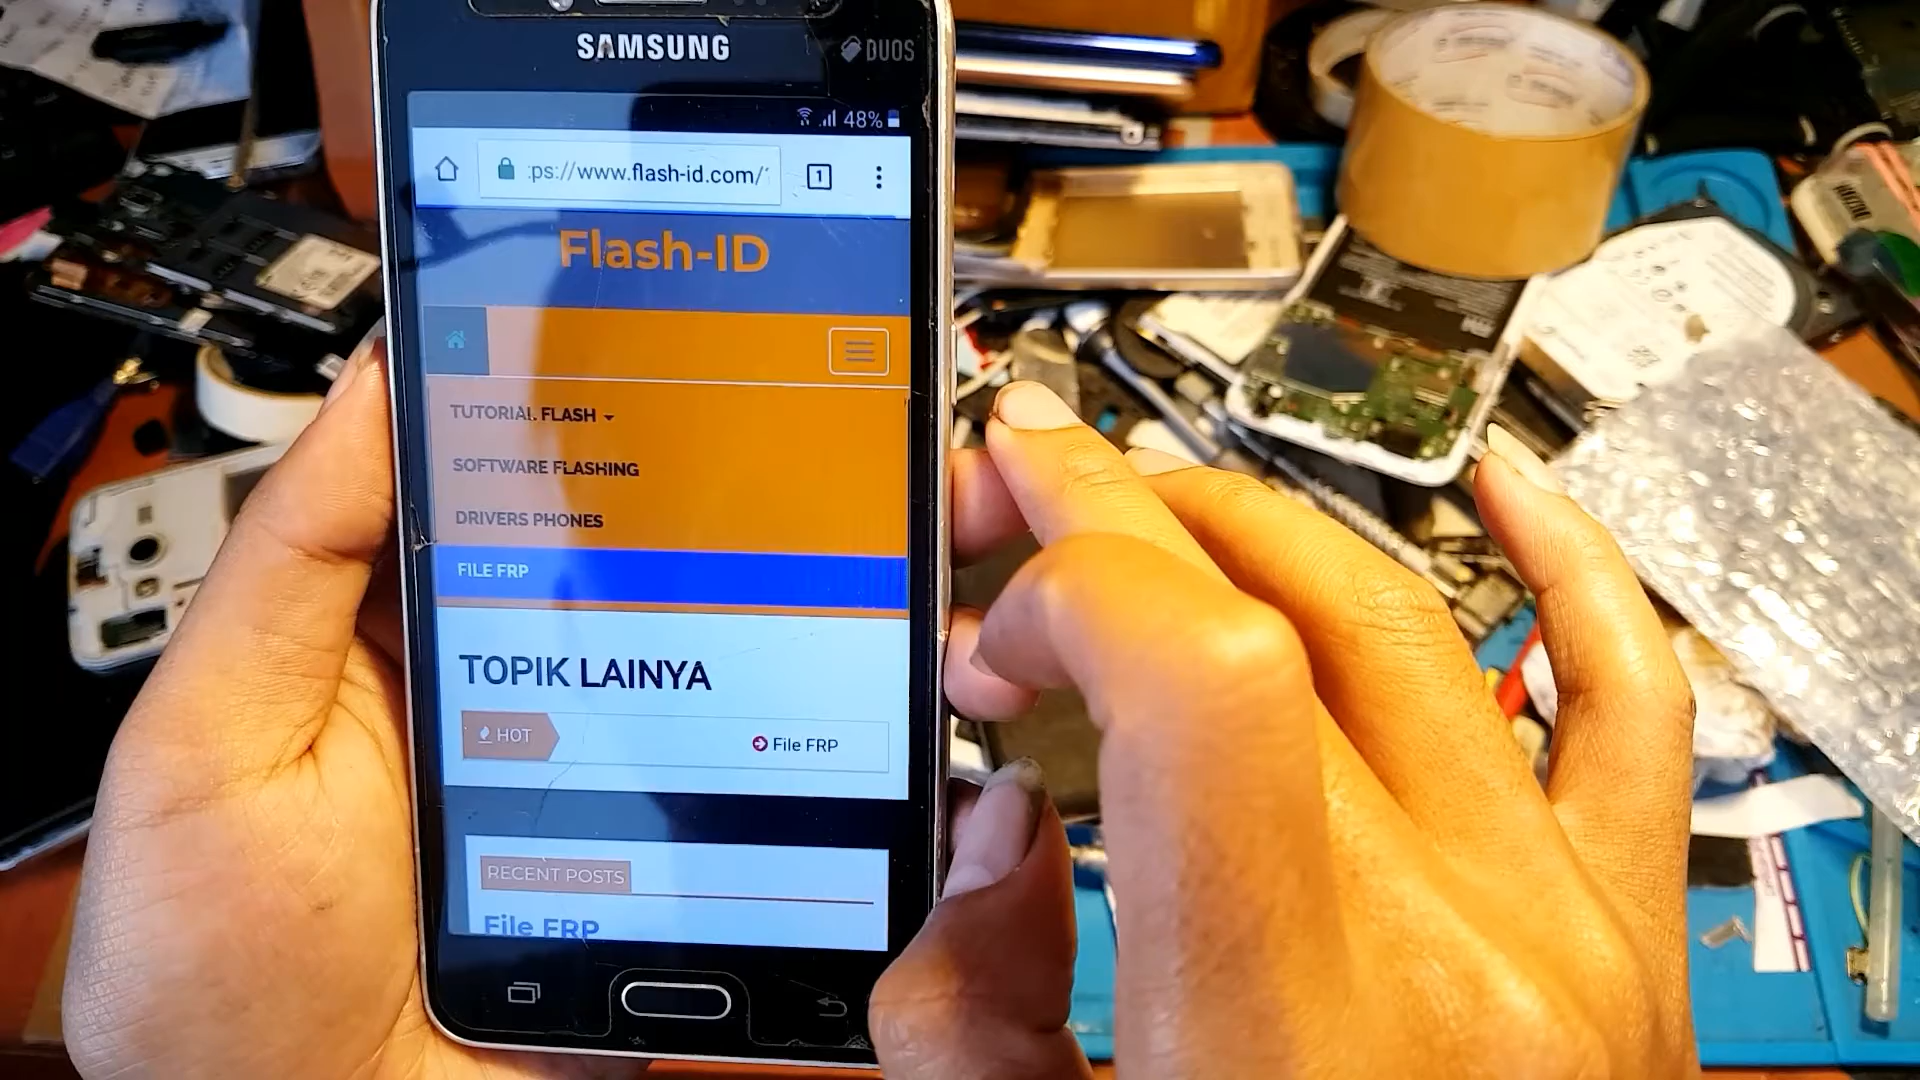 SAMSUNG
DUOS
48%
:ps://www.flash-id.com/
1
Flash-ID
TUTORIAL FLASH
SOFTWARE FLASHING
DRIVERS PHONES
FILE FRP
TOPIK LAINYA
HOT
File FRP
RECENT POSTS
File FRP